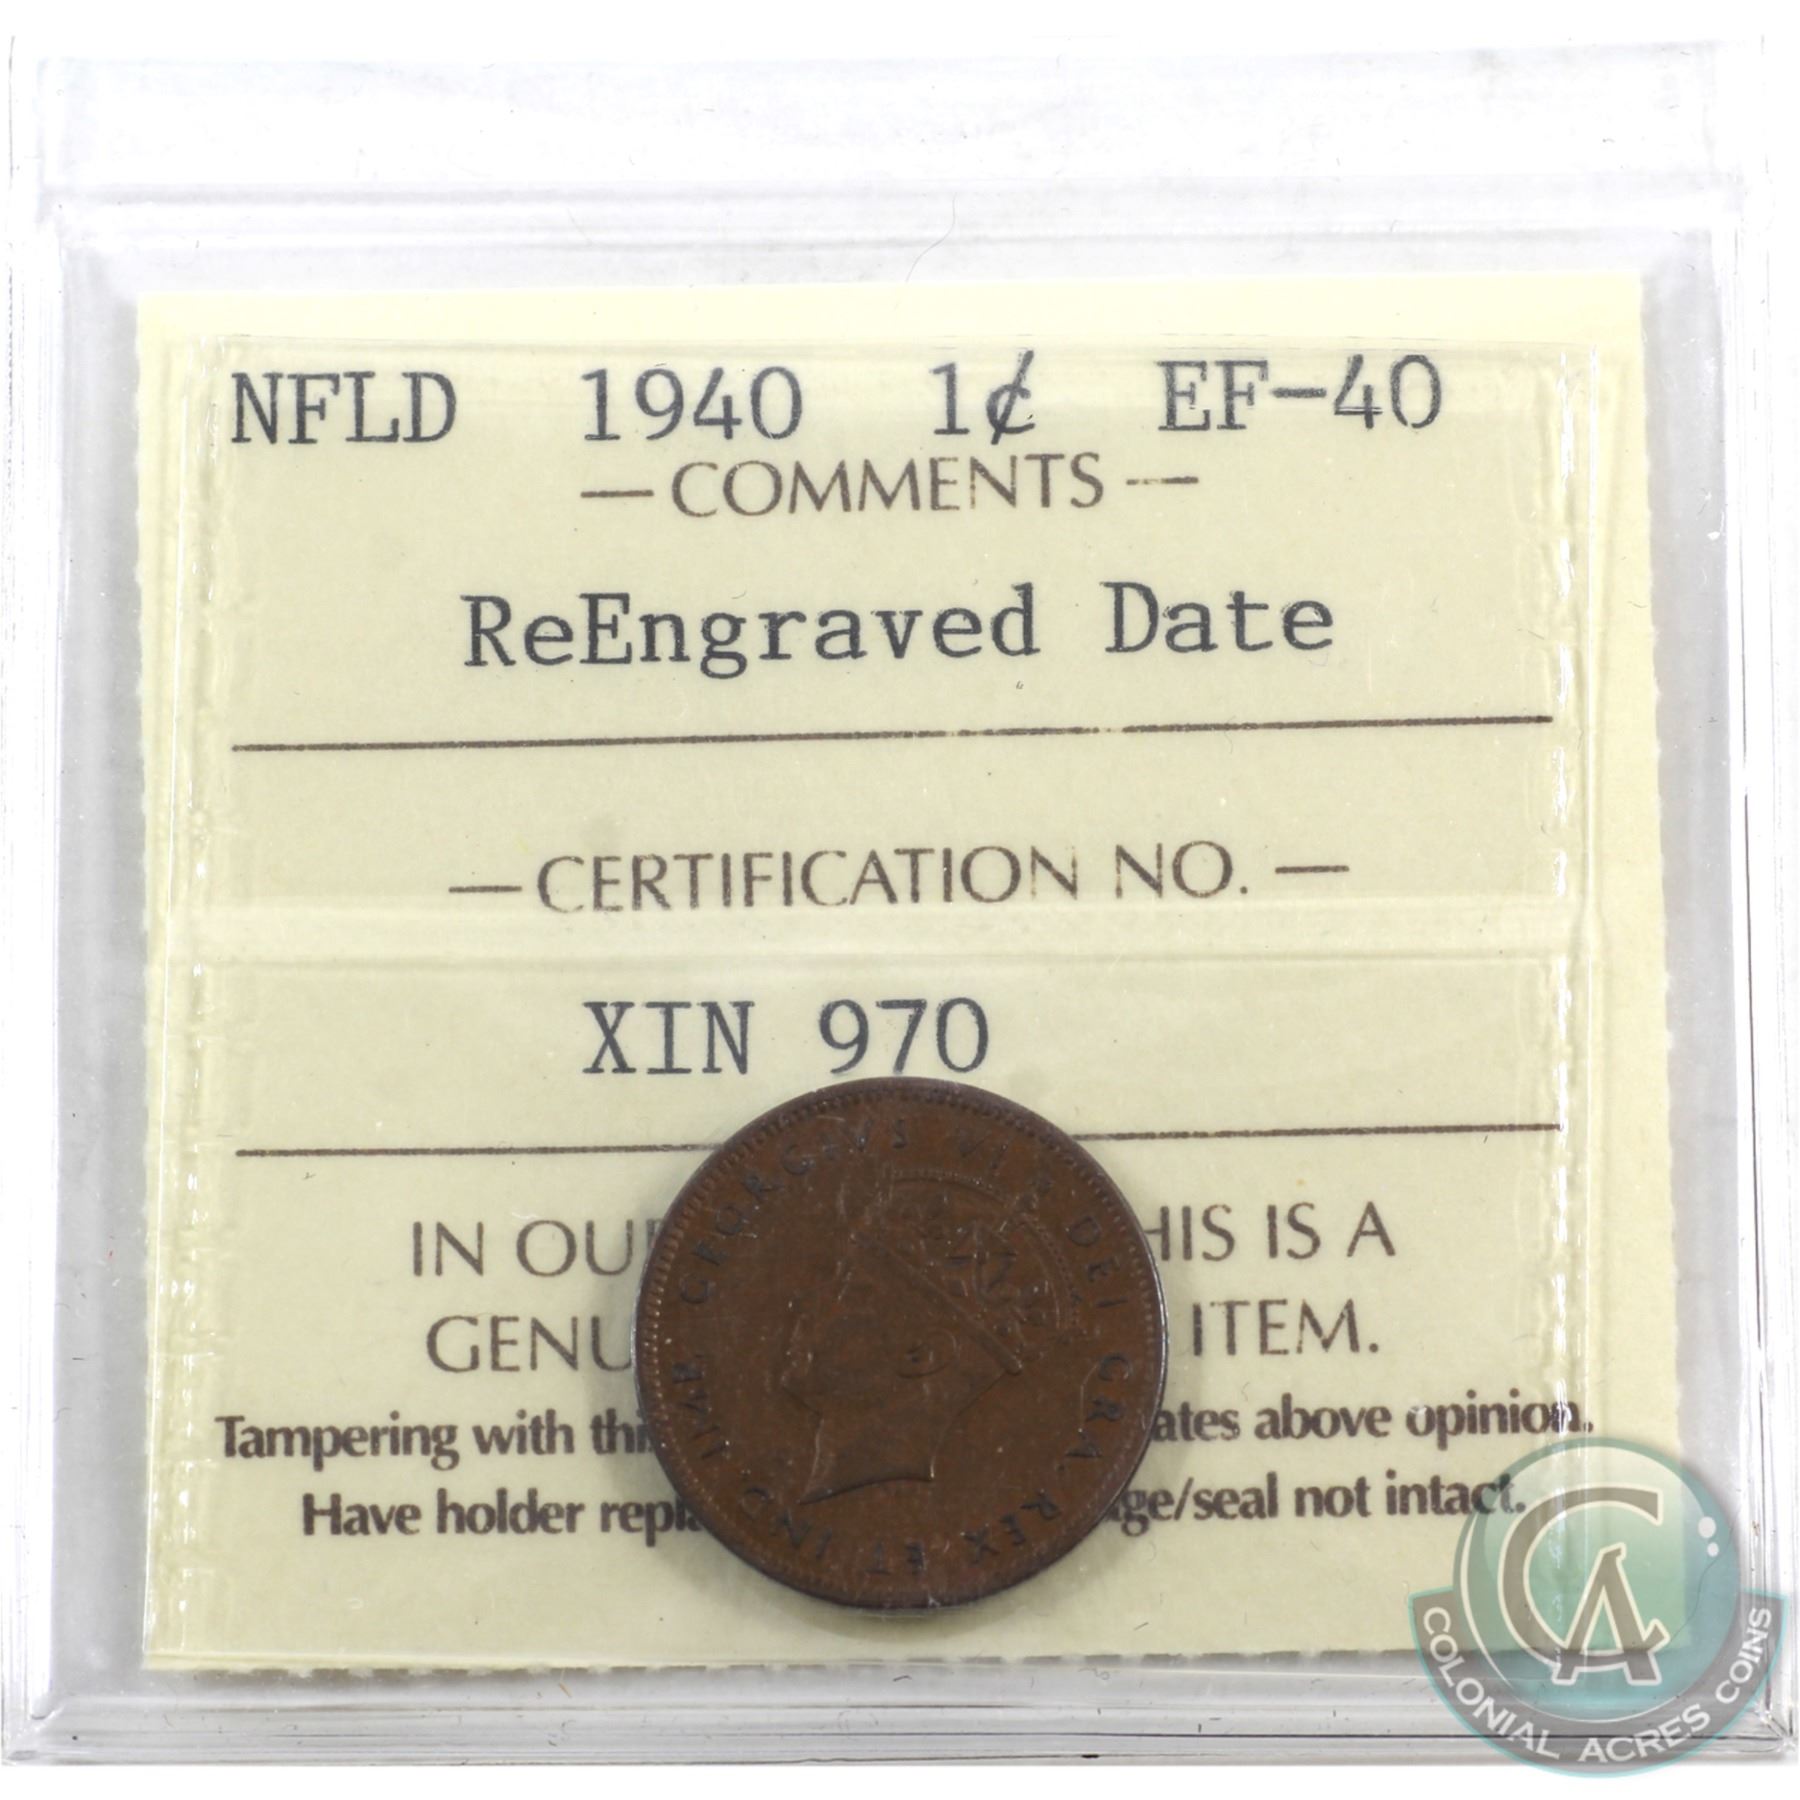 NFLD 1940 1¢ EF-40
— COMMENTS —
ReEngraved Date
— CERTIFICATION NO. —
XIN 970
IN OU HIS IS A
GENU ITEM.
Tampering with thi ates above opinion.
Have holder repla ge/seal not intact.
GEORGIVS VI DEI GRA. REX ET IND. IMP.
CA
COLONIAL ACRES COINS